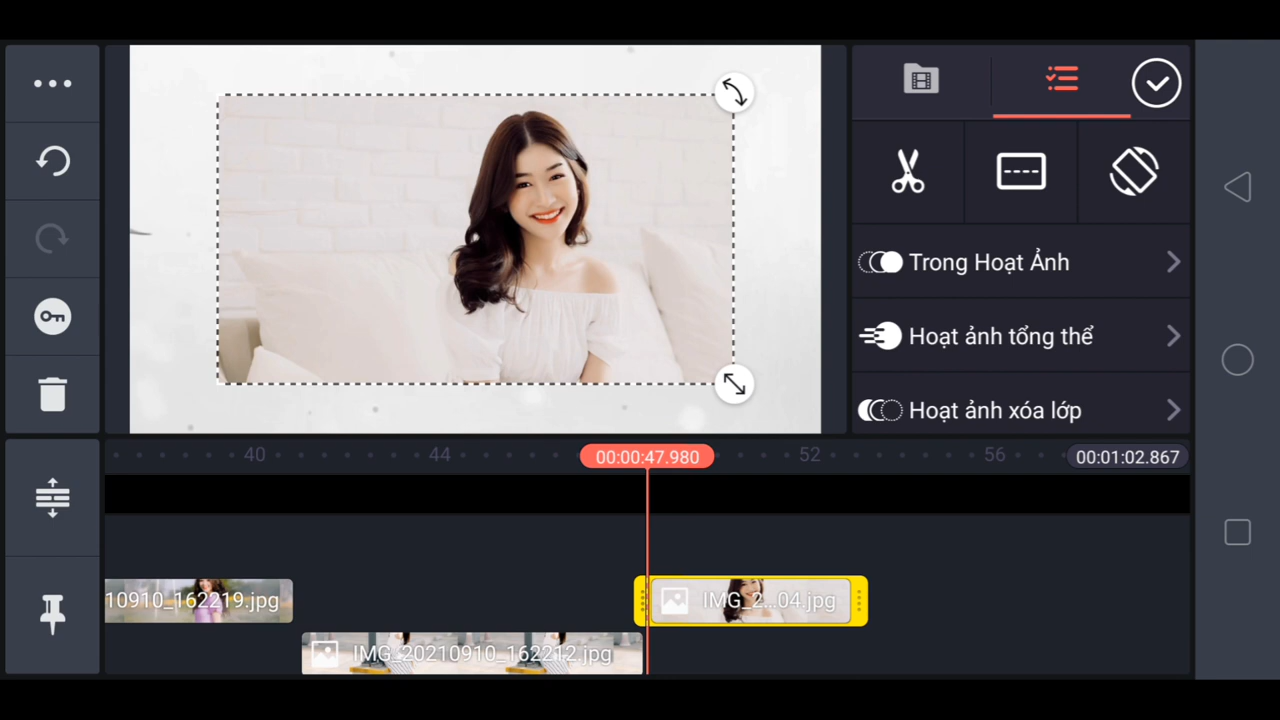 Trong Hoạt Ảnh
Hoạt ảnh tổng thể
Hoạt ảnh xóa lớp
40
44
00:00:47.980
52
56
00:01:02.867
10910_162219.jpg
IMG_2...04.jpg
IMG_20210910_162212.jpg